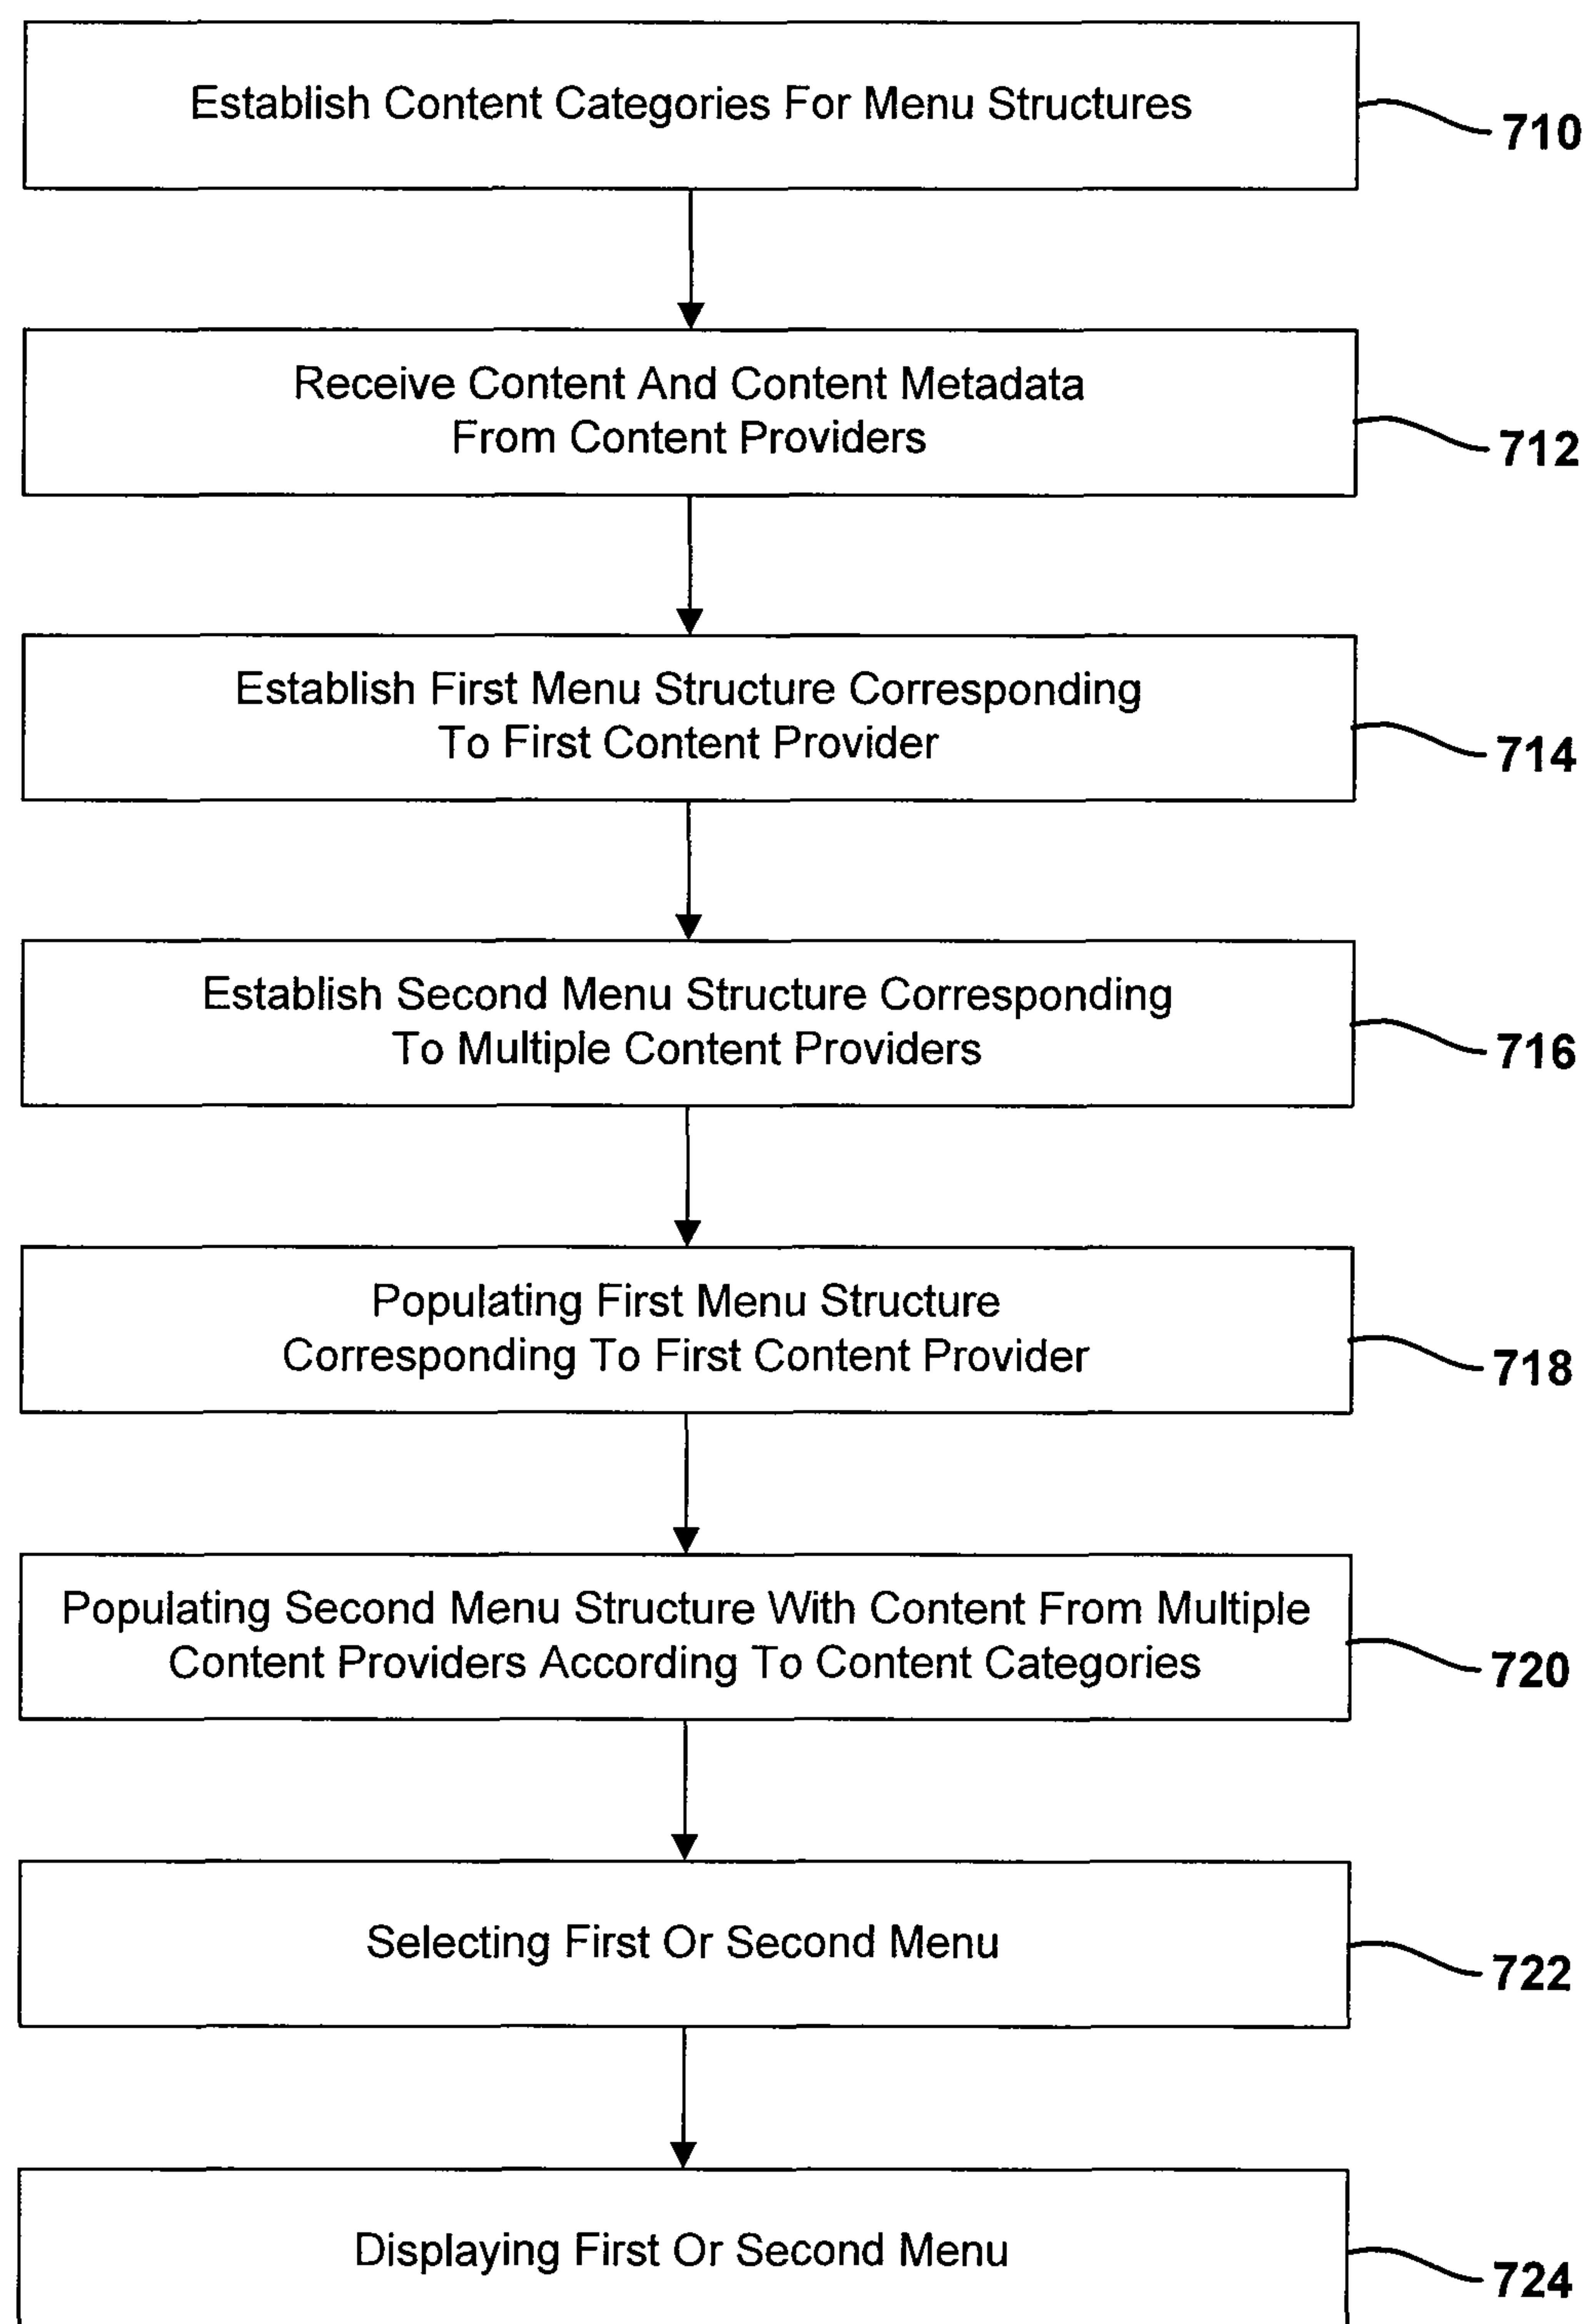 Establish Content Categories For Menu Structures
710
Receive Content And Content Metadata
From Content Providers
712
Establish First Menu Structure Corresponding
To First Content Provider
714
Establish Second Menu Structure Corresponding
To Multiple Content Providers
716
Populating First Menu Structure
Corresponding To First Content Provider
718
Populating Second Menu Structure With Content From Multiple
Content Providers According To Content Categories
720
Selecting First Or Second Menu
722
Displaying First Or Second Menu
724